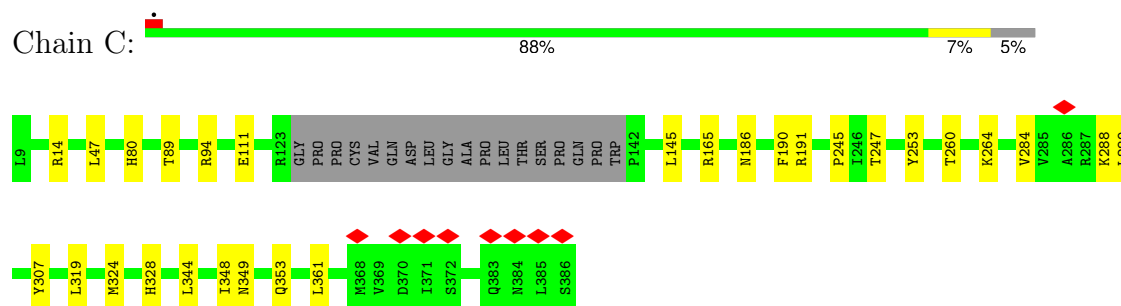 Chain C:
88% 7% 5%
L9 R14 L47 H80 T89 R94 E111 R123 GLY PRO PRO CYS VAL GLN ASP LEU GLY ALA PRO LEU THR SER PRO GLN PRO TRP P142 L145 R165 N186 F190 R191 P245 I246 T247 Y253 T260 K264 V284 V285 A286 R287 K288
Y307 L319 M324 H328 L344 I348 N349 Q353 L361 M368 V369 D370 I371 S372 Q383 N384 L385 S386